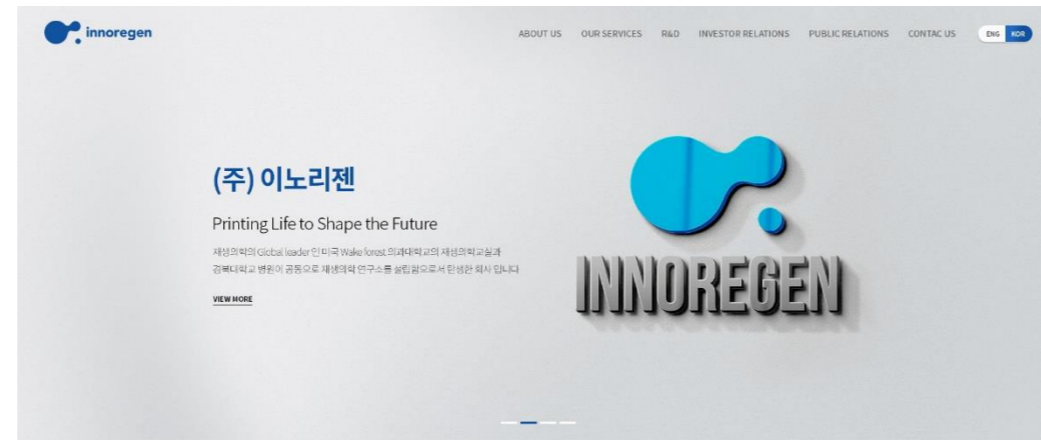 innoregen
ABOUT US OUR SERVICES R&D INVESTOR RELATIONS PUBLIC RELATIONS CONTAC US ENG KOR
(주) 이노리젠
Printing Life to Shape the Future
재생의학의 Global leader 인 미국 Wake forest 의과대학교의 재생의학교실과
경북대학교 병원이 공동으로 재생의학 연구소를 설립함으로서 탄생한 회사 입니다
VIEW MORE
INNOREGEN